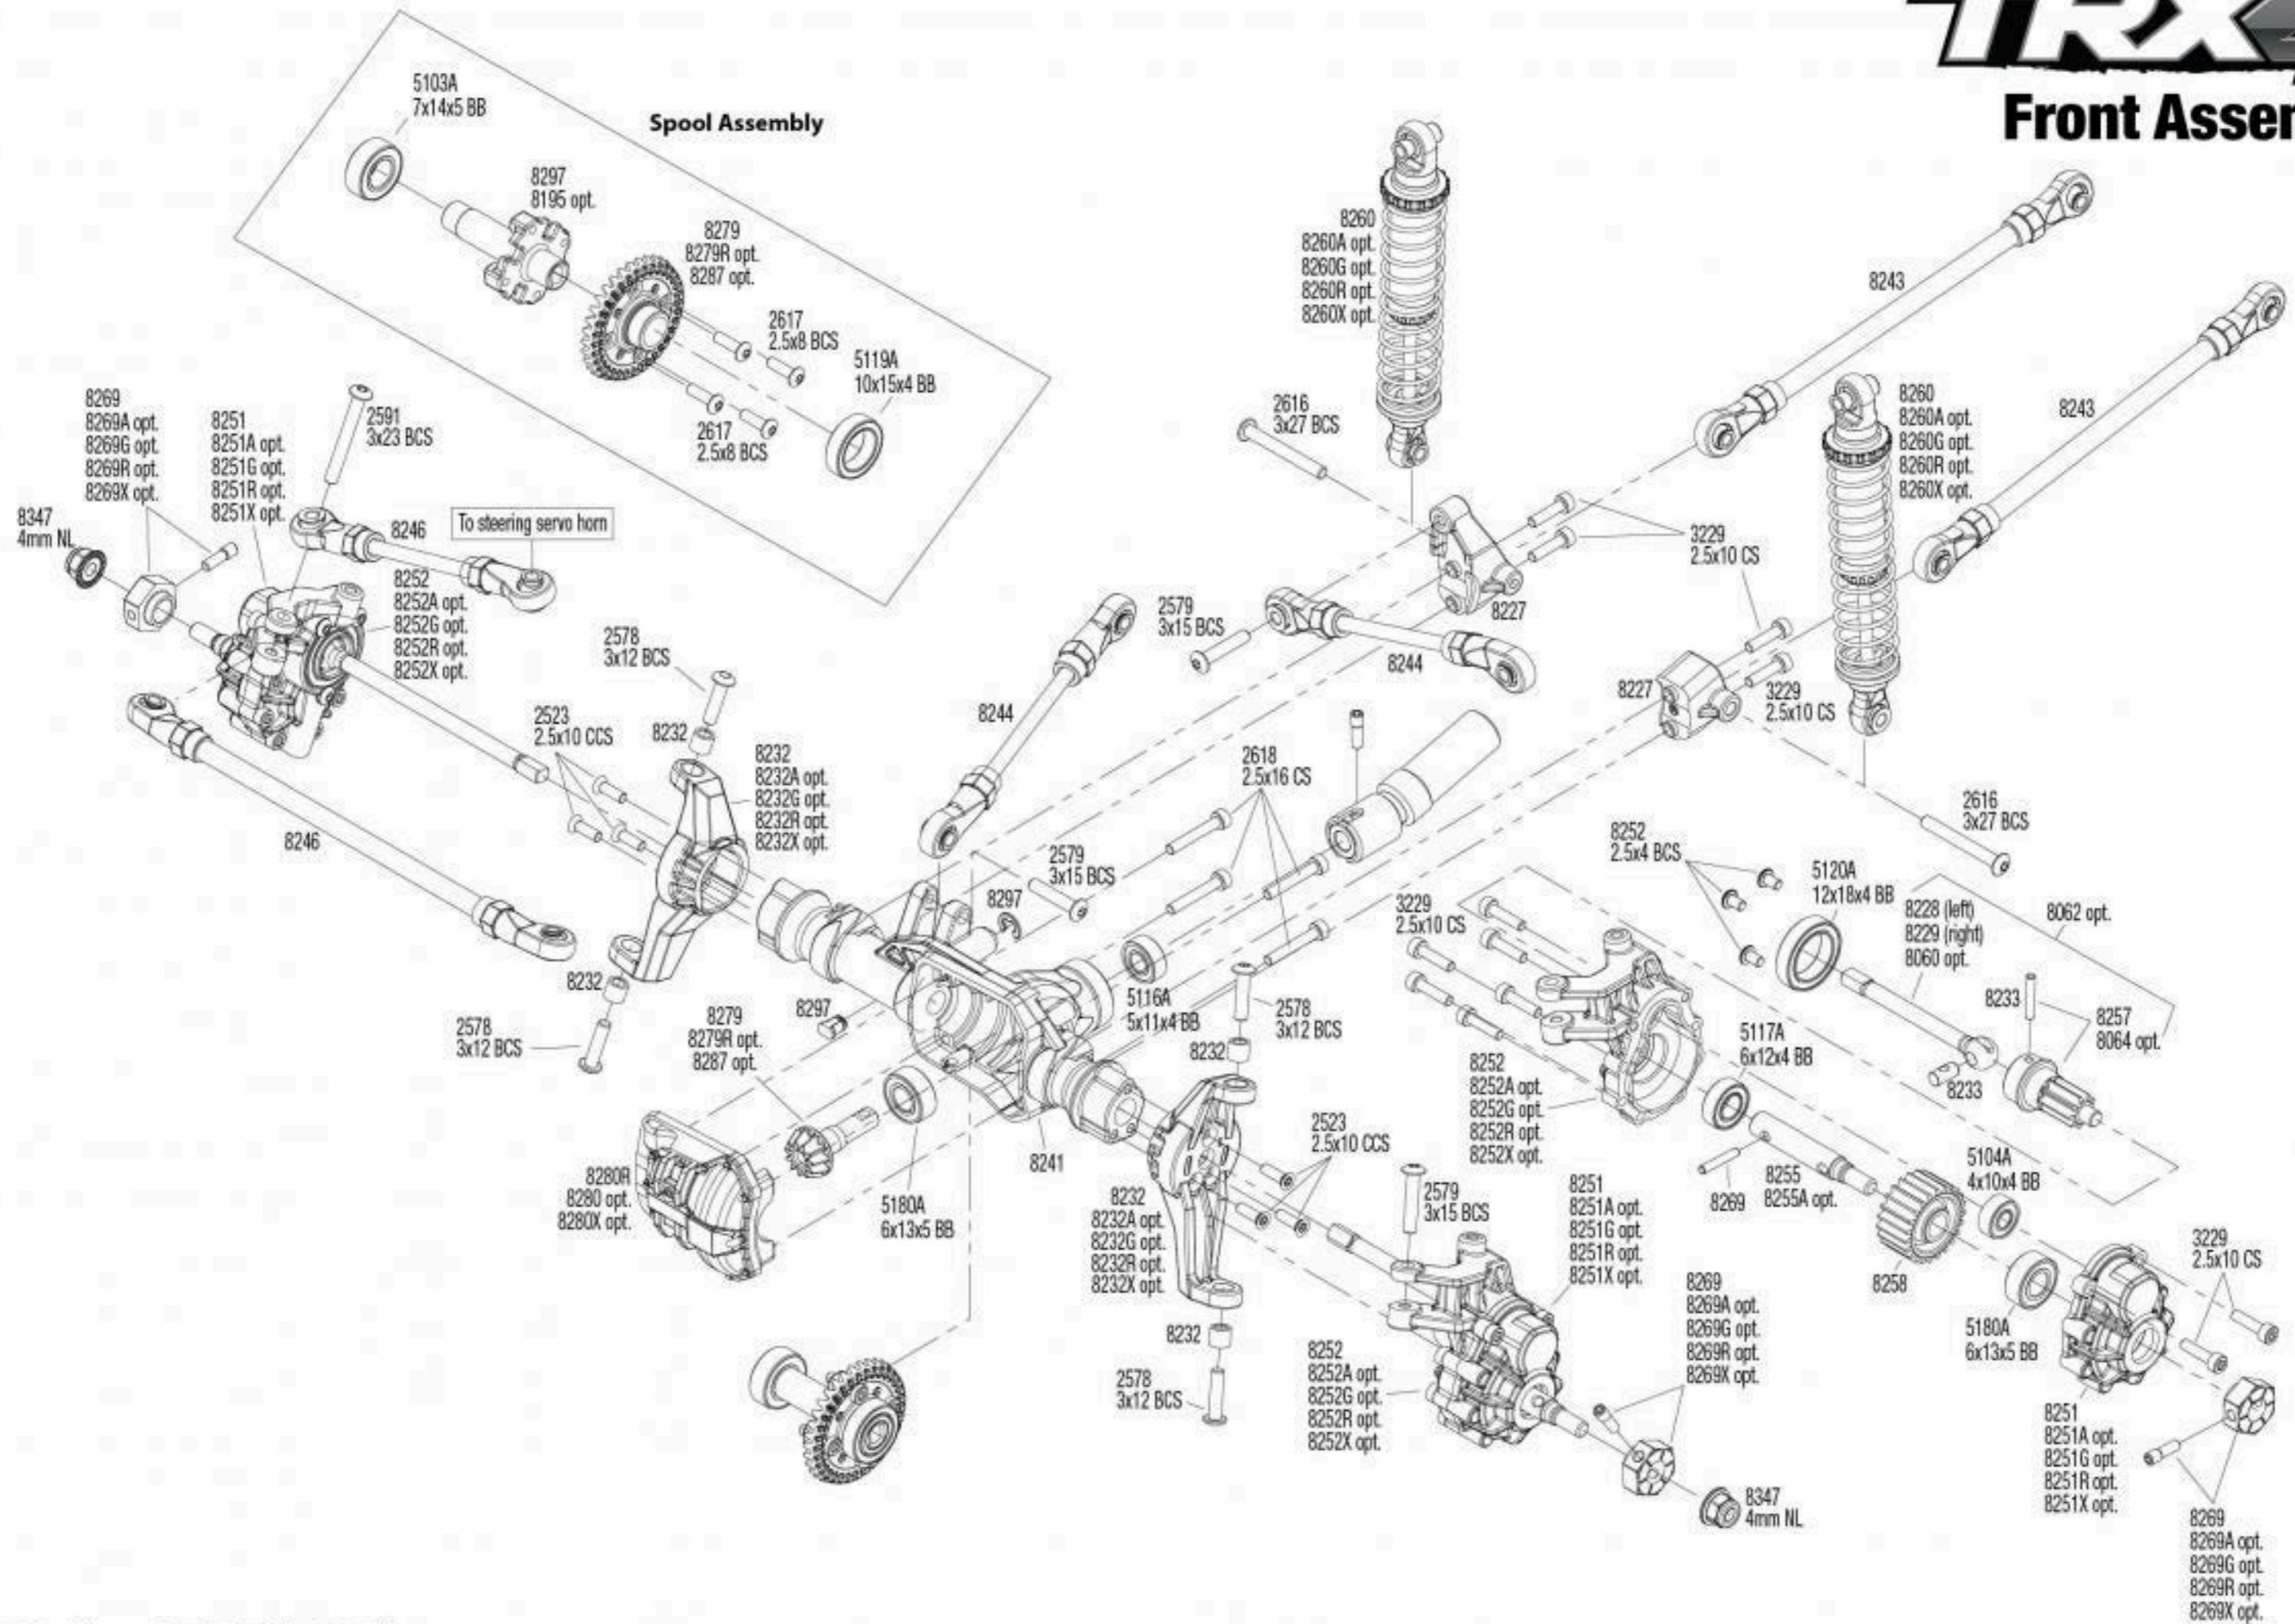 TRX
Front Assem
Spool Assembly
5103A
7x14x5 BB
8297
8195 opt.
8279
8279R opt.
8287 opt.
2617
2.5x8 BCS
5119A
10x15x4 BB
2617
2.5x8 BCS
8269
8269A opt.
8269G opt.
8269R opt.
8269X opt.
8251
8251A opt.
8251G opt.
8251R opt.
8251X opt.
2591
3x23 BCS
8347
4mm NL
8246
To steering servo horn
8252
8252A opt.
8252G opt.
8252R opt.
8252X opt.
8246
2523
2.5x10 CCS
2578
3x12 BCS
8232
8232
8232A opt.
8232G opt.
8232R opt.
8232X opt.
8232
2578
3x12 BCS
8260
8260A opt.
8260G opt.
8260R opt.
8260X opt.
8243
8243
2616
3x27 BCS
8260
8260A opt.
8260G opt.
8260R opt.
8260X opt.
3229
2.5x10 CS
8227
2579
3x15 BCS
8244
8244
8227
3229
2.5x10 CS
2618
2.5x16 CS
2616
3x27 BCS
2579
3x15 BCS
8297
8297
5116A
5x11x4 BB
2578
3x12 BCS
8232
8279
8279R opt.
8287 opt.
8280R
8280 opt.
8280X opt.
5180A
6x13x5 BB
8241
8232
8232A opt.
8232G opt.
8232R opt.
8232X opt.
2523
2.5x10 CCS
8232
2578
3x12 BCS
8252
2.5x4 BCS
5120A
12x18x4 BB
8228 (left)
8229 (right)
8060 opt.
8062 opt.
3229
2.5x10 CS
8233
8257
8064 opt.
8233
5117A
6x12x4 BB
8252
8252A opt.
8252G opt.
8252R opt.
8252X opt.
8269
8255
8255A opt.
5104A
4x10x4 BB
8258
5180A
6x13x5 BB
3229
2.5x10 CS
2579
3x15 BCS
8251
8251A opt.
8251G opt.
8251R opt.
8251X opt.
8269
8269A opt.
8269G opt.
8269R opt.
8269X opt.
8252
8252A opt.
8252G opt.
8252R opt.
8252X opt.
8347
4mm NL
8251
8251A opt.
8251G opt.
8251R opt.
8251X opt.
8269
8269A opt.
8269G opt.
8269R opt.
8269X opt.